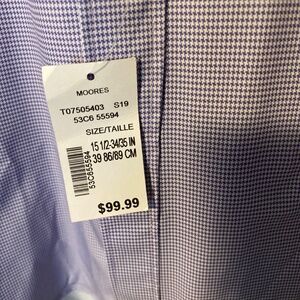 MOORES
T07505403 S19
53C6 55594
SIZE/TAILLE
15 1/2-34/35 IN
39 86/89 CM
53C655594
$99.99